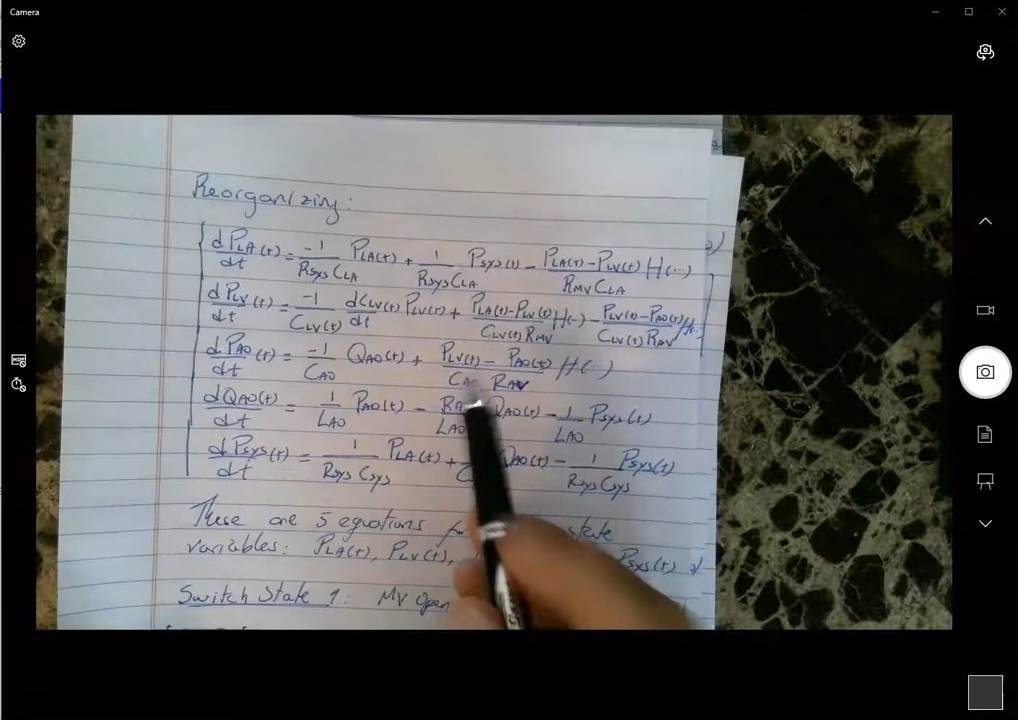 Camera
Reorganizing:
dPLA(t)/dt = -1/(RSYS CLA) PLA(t) + 1/(RSYS CLA) PSYS(t) - (PLA(t) - PLV(t))/(RMV CLA) H(...)
dPLV(t)/dt = -1/CLV(t) dCLV(t)/dt PLV(t) + (PLA(t) - PLV(t))/(CLV(t) RMV) H(..) - (PLV(t) - PAO(t))/(CLV(t) RAV) H(..
dPAO(t)/dt = -1/CAO QAO(t) + (PLV(t) - PAO(t))/(CAO RAV) H(...)
dQAO(t)/dt = 1/LAO PAO(t) - RA /LAO QAO(t) - 1/LAO PSYS(t)
dPSYS(t)/dt = 1/(RSYS CSYS) PLA(t) + QAO(t) - 1/(RSYS CSYS) PSYS(t)
These are 5 equations state
variables: PLA(t), PLV(t), PSYS(t)
Switch State 1: MV Open